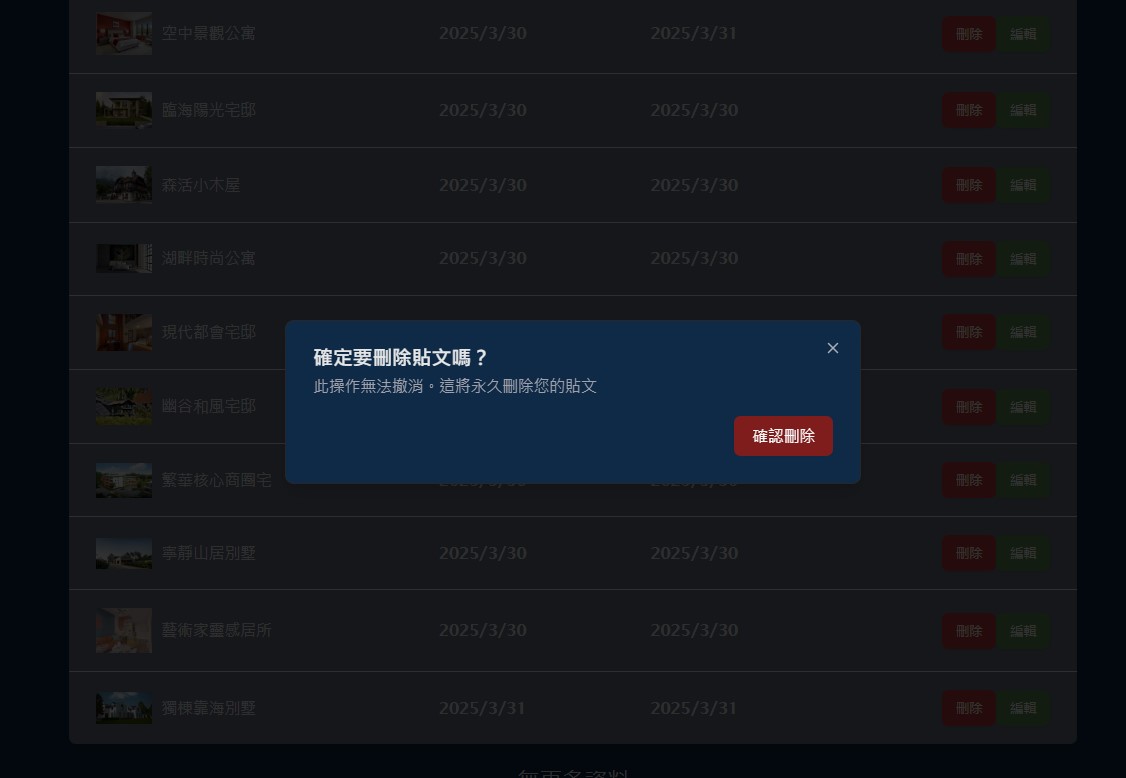 空中景觀公寓 2025/3/30 2025/3/31 刪除 編輯
臨海陽光宅邸 2025/3/30 2025/3/30 刪除 編輯
森活小木屋 2025/3/30 2025/3/30 刪除 編輯
湖畔時尚公寓 2025/3/30 2025/3/30 刪除 編輯
現代都會宅邸 刪除 編輯
確定要刪除貼文嗎？
此操作無法撤消。這將永久刪除您的貼文
確認刪除
幽谷和風宅邸 刪除 編輯
繁華核心商圈宅 2025/3/30 2025/3/30 刪除 編輯
寧靜山居別墅 2025/3/30 2025/3/30 刪除 編輯
藝術家靈感居所 2025/3/30 2025/3/30 刪除 編輯
獨棟靠海別墅 2025/3/31 2025/3/31 刪除 編輯
無更多資料